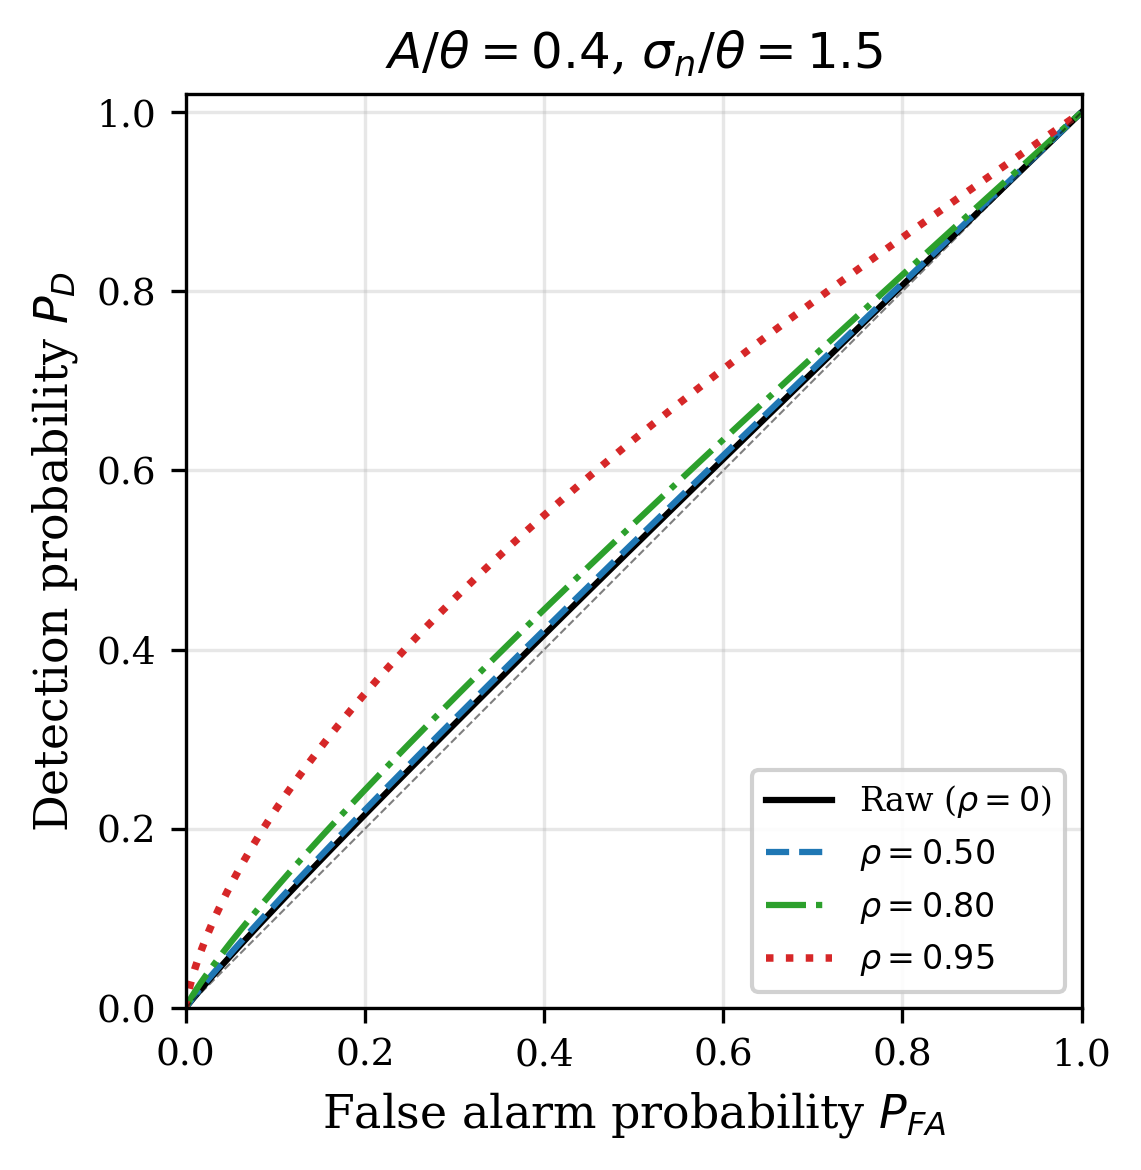 A/θ = 0.4, σₙ/θ = 1.5
Detection probability P_D
1.0
0.8
0.6
0.4
0.2
0.0
0.0 0.2 0.4 0.6 0.8 1.0
False alarm probability P_FA
Raw (ρ = 0)
ρ = 0.50
ρ = 0.80
ρ = 0.95